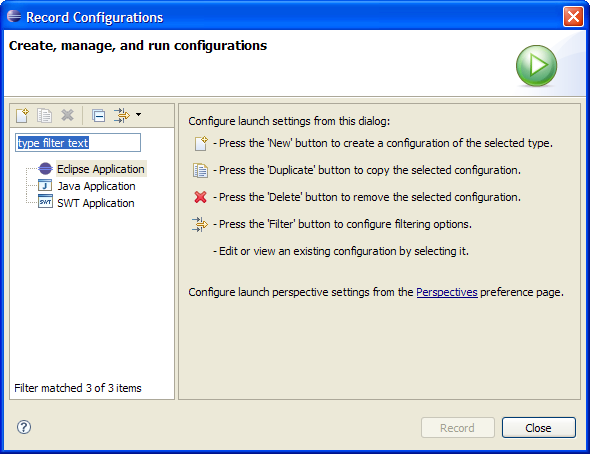 Record Configurations
Create, manage, and run configurations
type filter text
Eclipse Application
J Java Application
SWT SWT Application
Filter matched 3 of 3 items
Configure launch settings from this dialog:
- Press the 'New' button to create a configuration of the selected type.
- Press the 'Duplicate' button to copy the selected configuration.
- Press the 'Delete' button to remove the selected configuration.
- Press the 'Filter' button to configure filtering options.
- Edit or view an existing configuration by selecting it.
Configure launch perspective settings from the Perspectives preference page.
?
Record
Close